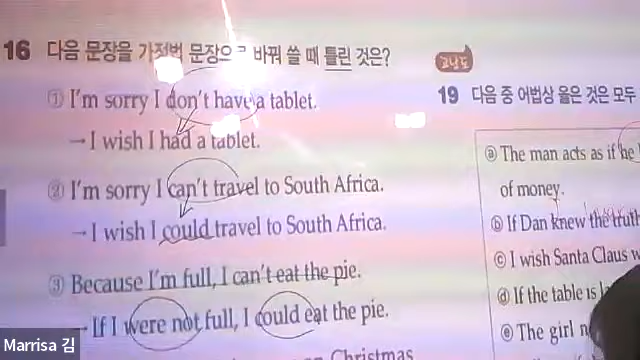 16 다음 문장을 가정법 문장으로 바꿔 쓸 때 틀린 것은?
① I'm sorry I don't have a tablet.
→ I wish I had a tablet.
② I'm sorry I can't travel to South Africa.
→ I wish I could travel to South Africa.
③ Because I'm full, I can't eat the pie.
→ If I were not full, I could eat the pie.
Christmas
고난도
19 다음 중 어법상 옳은 것은 모두
ⓐ The man acts as if he
of money.
ⓑ If Dan knew the truth
ⓒ I wish Santa Claus w
ⓓ If the table is
ⓔ The girl n
Marrisa 김